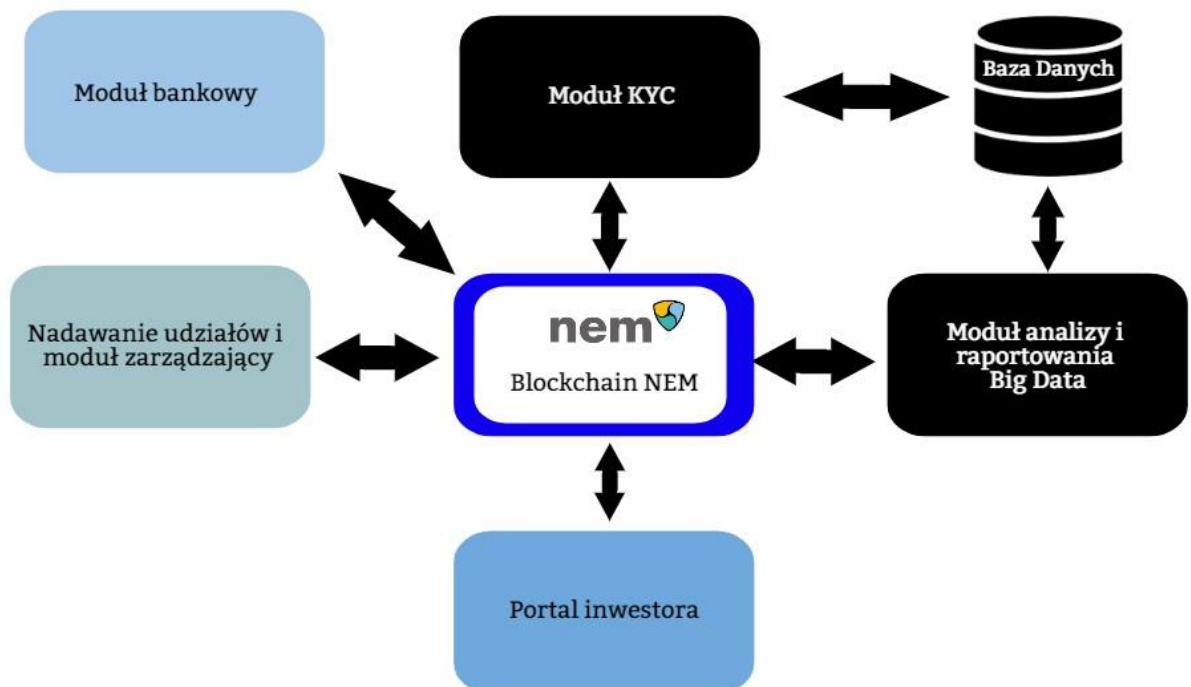 Moduł bankowy
Moduł KYC
Baza Danych
Nadawanie udziałów i
moduł zarządzający
nem
Blockchain NEM
Moduł analizy i
raportowania
Big Data
Portal inwestora